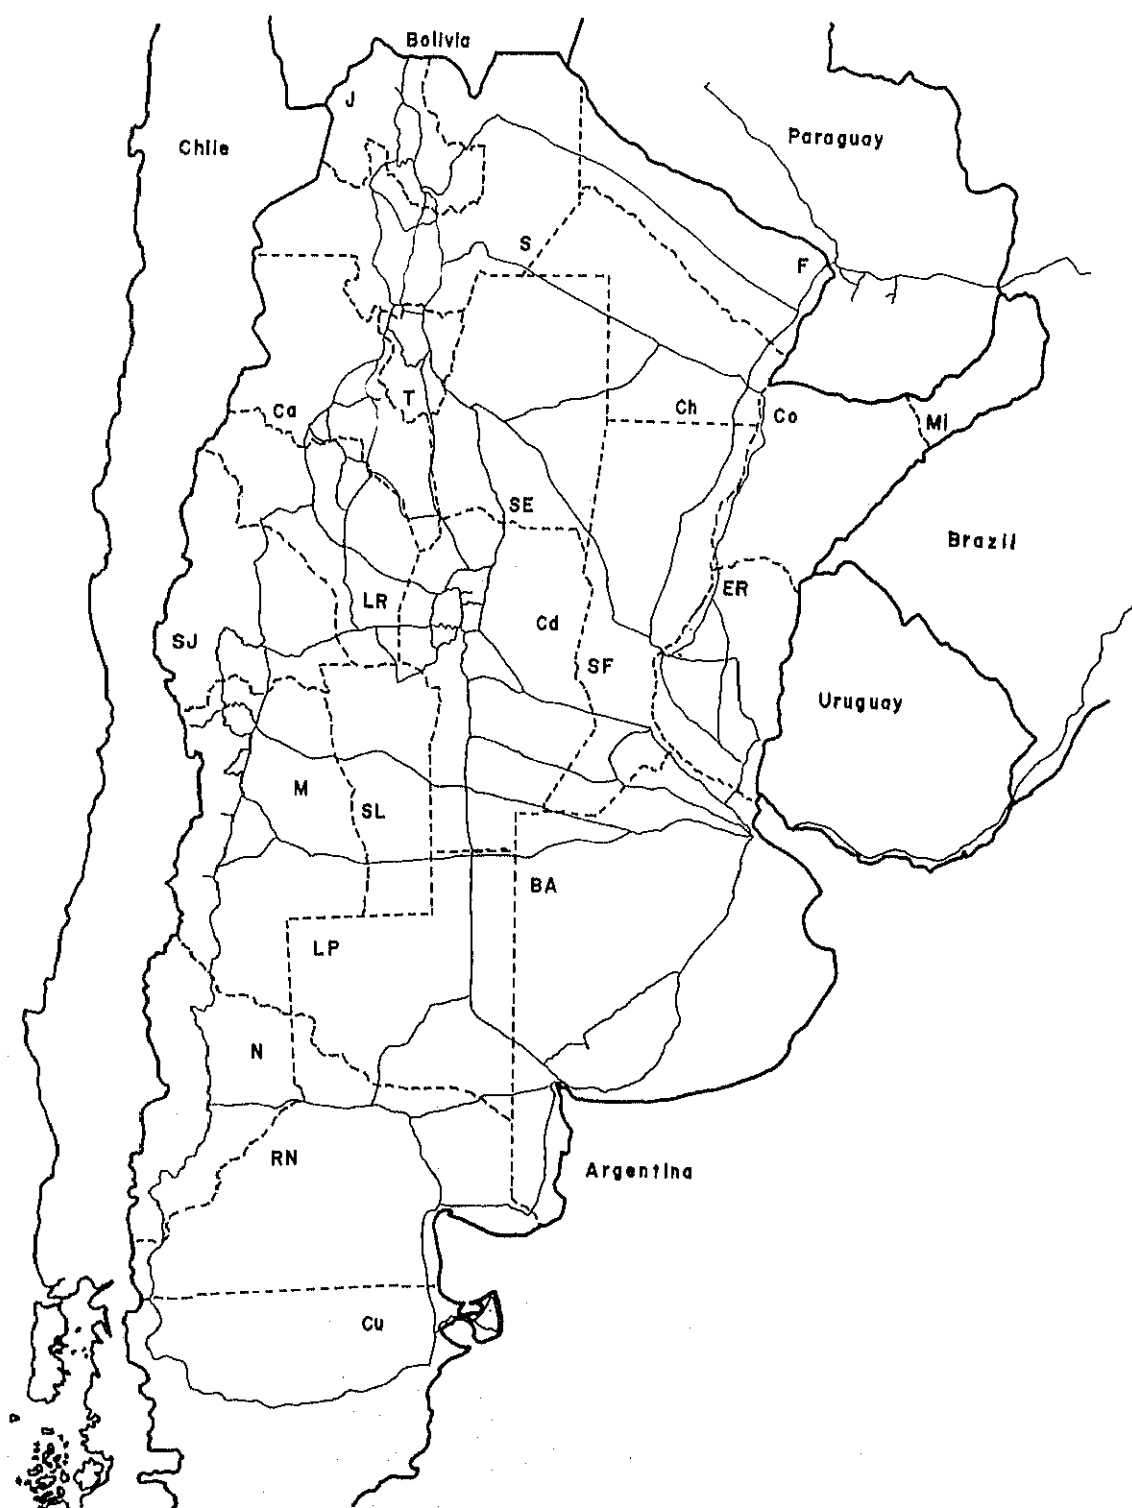 Bolivia
J
Paraguay
Chile
S
F
Ca
T
Ch
Co
Mi
SE
Brazil
LR
ER
Cd
SJ
SF
Uruguay
M
SL
BA
LP
N
RN
Argentina
Cu